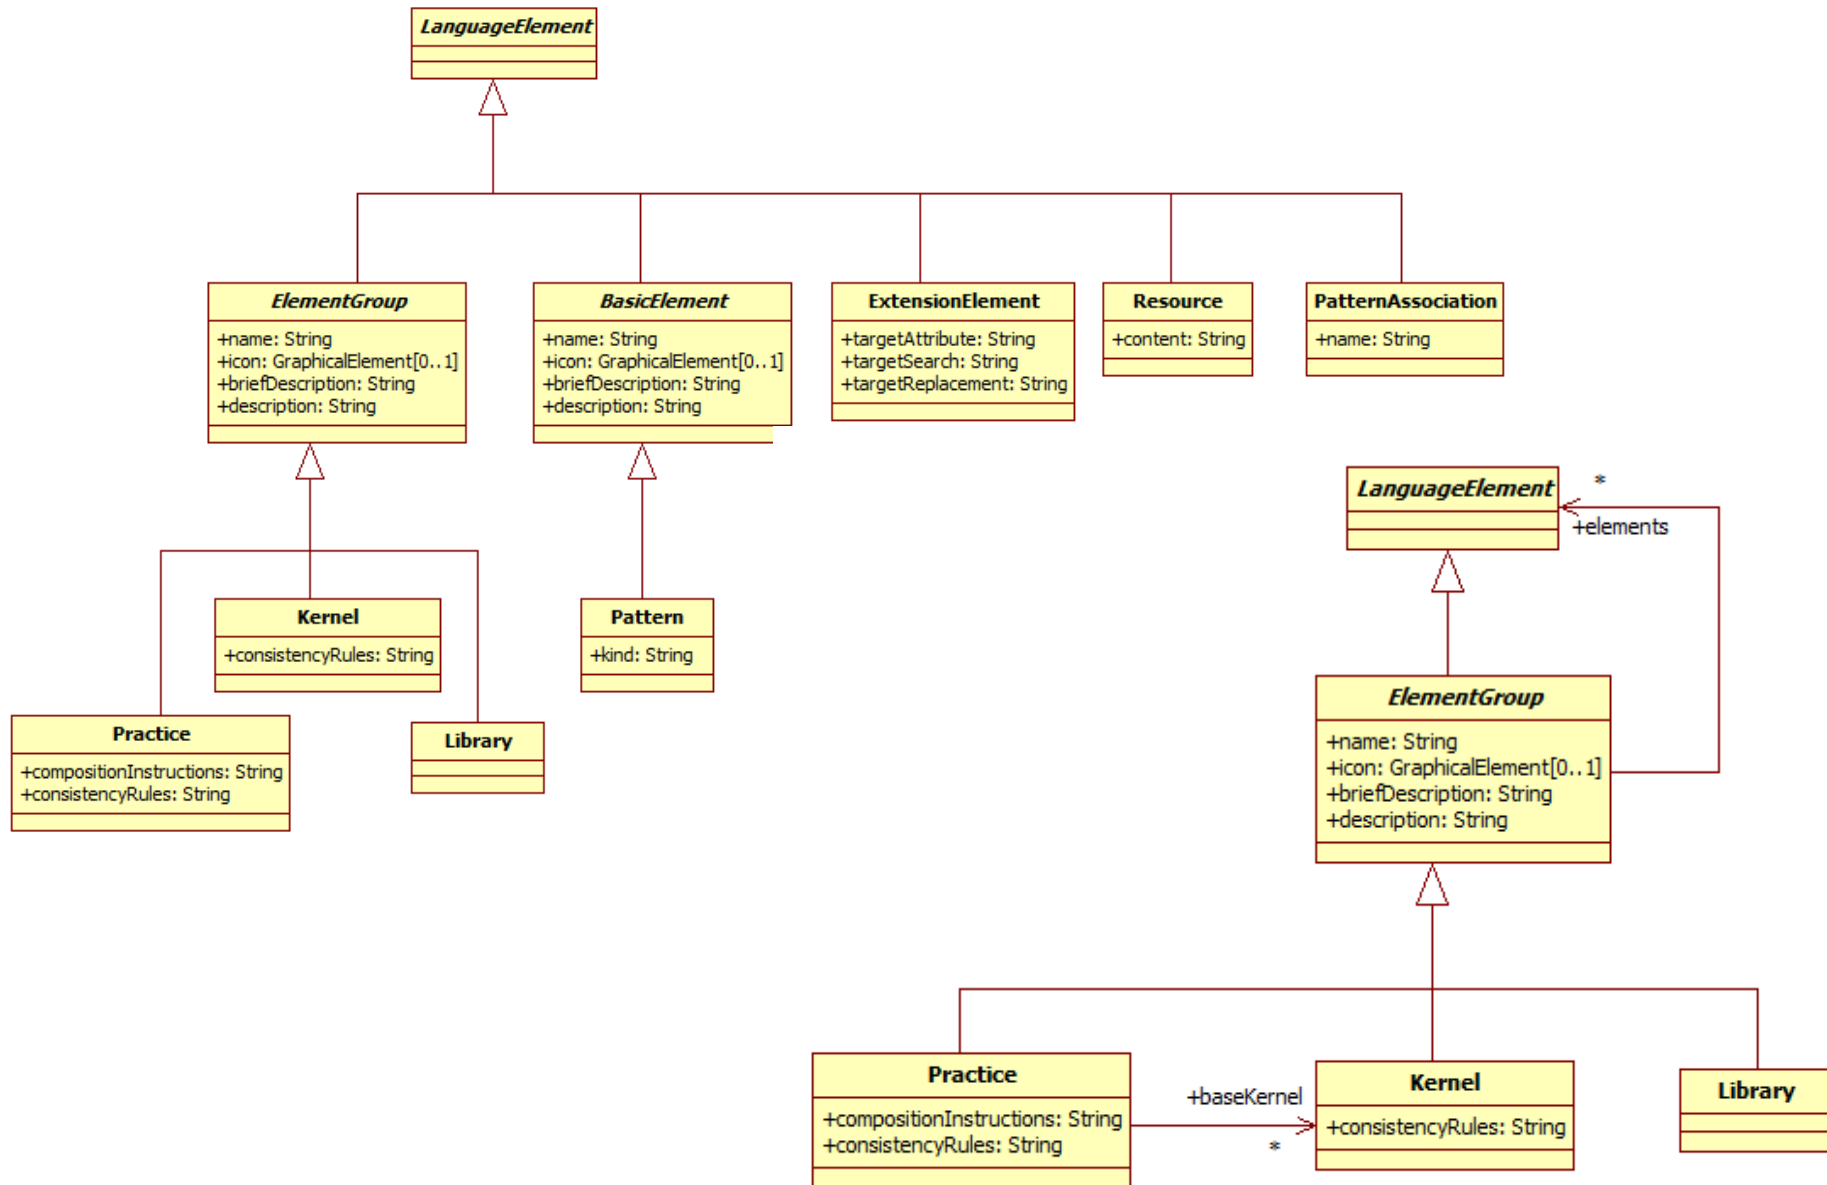 LanguageElement
ElementGroup
+name: String
+icon: GraphicalElement[0..1]
+briefDescription: String
+description: String
BasicElement
+name: String
+icon: GraphicalElement[0..1]
+briefDescription: String
+description: String
ExtensionElement
+targetAttribute: String
+targetSearch: String
+targetReplacement: String
Resource
+content: String
PatternAssociation
+name: String
Kernel
+consistencyRules: String
Pattern
+kind: String
Practice
+compositionInstructions: String
+consistencyRules: String
Library
LanguageElement
*
+elements
ElementGroup
+name: String
+icon: GraphicalElement[0..1]
+briefDescription: String
+description: String
Practice
+compositionInstructions: String
+consistencyRules: String
+baseKernel
*
Kernel
+consistencyRules: String
Library